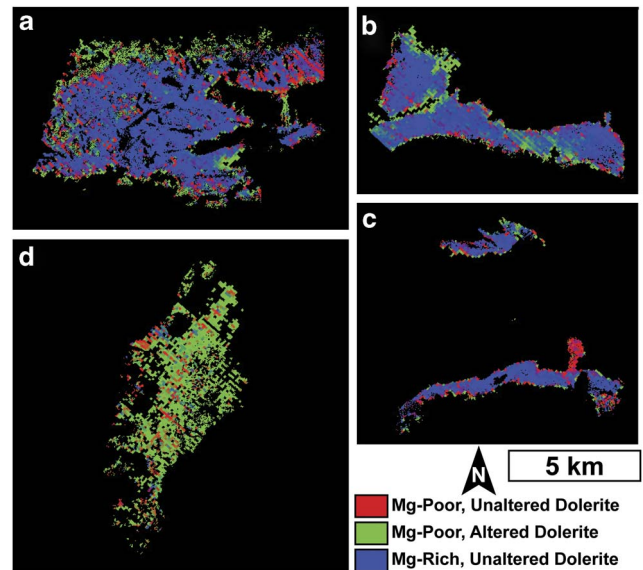 a
b
c
d
N
5 km
Mg-Poor, Unaltered Dolerite
Mg-Poor, Altered Dolerite
Mg-Rich, Unaltered Dolerite